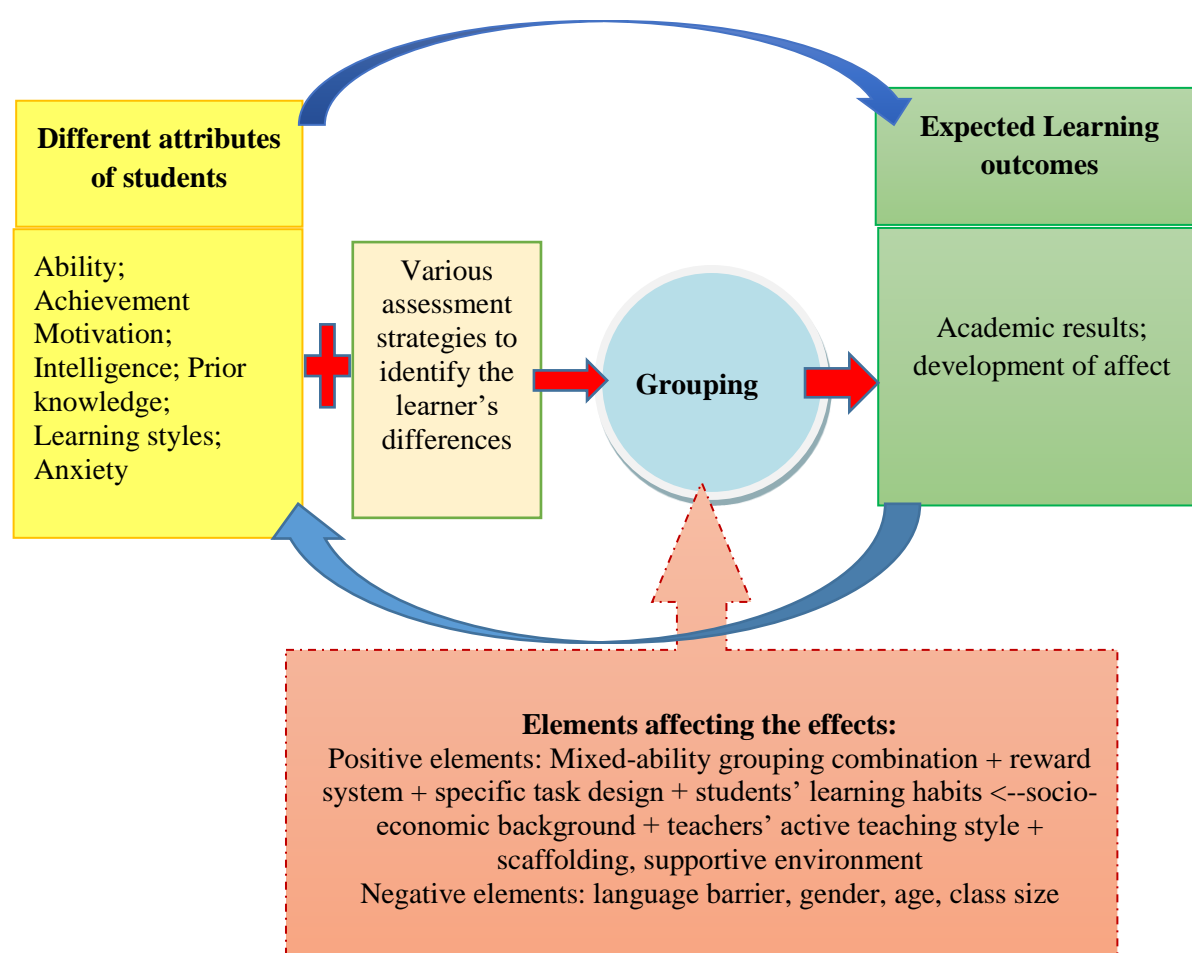 Different attributes
of students
Ability;
Achievement
Motivation;
Intelligence; Prior
knowledge;
Learning styles;
Anxiety
Various
assessment
strategies to
identify the
learner's
differences
Grouping
Expected Learning
outcomes
Academic results;
development of affect
Elements affecting the effects:
Positive elements: Mixed-ability grouping combination + reward
system + specific task design + students' learning habits <--socio-
economic background + teachers' active teaching style +
scaffolding, supportive environment
Negative elements: language barrier, gender, age, class size